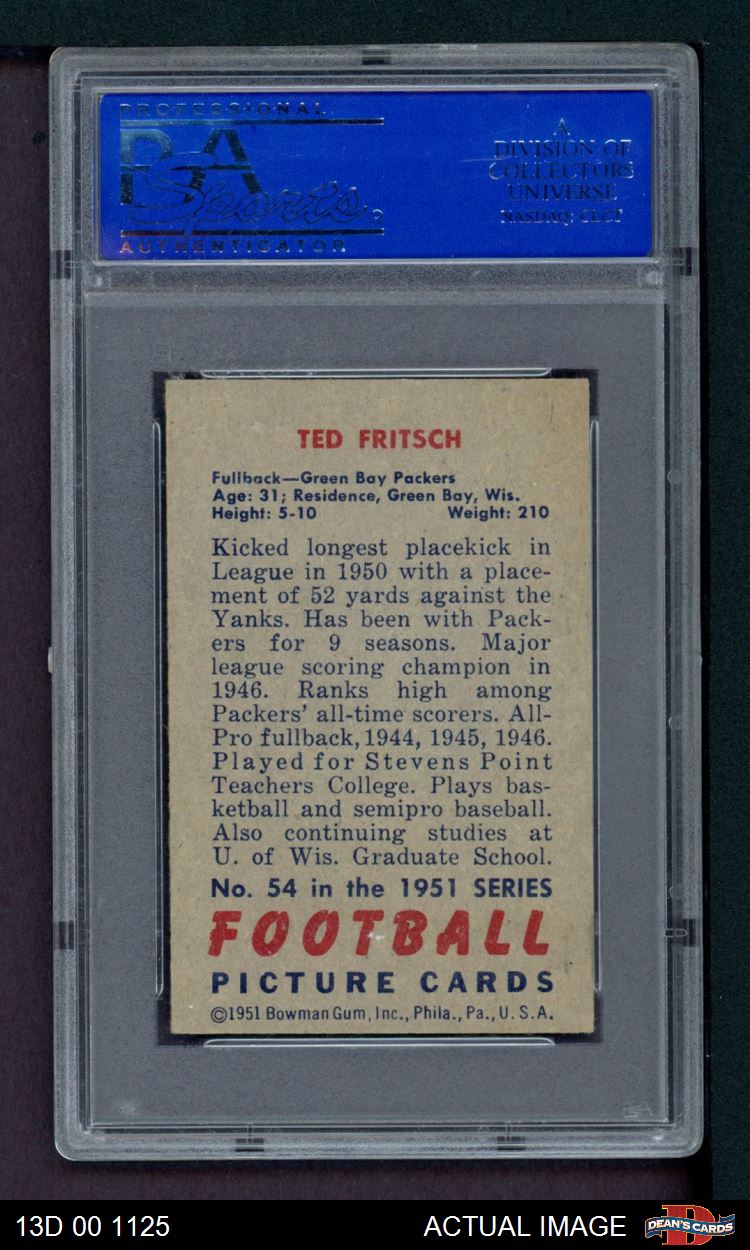 PROFESSIONAL
PSA
Sports
AUTHENTICATOR
A
DIVISION OF
COLLECTORS
UNIVERSE
NASDAQ: CLCT
TED FRITSCH
Fullback—Green Bay Packers
Age: 31; Residence, Green Bay, Wis.
Height: 5-10 Weight: 210
Kicked longest placekick in
League in 1950 with a place-
ment of 52 yards against the
Yanks. Has been with Pack-
ers for 9 seasons. Major
league scoring champion in
1946. Ranks high among
Packers' all-time scorers. All-
Pro fullback, 1944, 1945, 1946.
Played for Stevens Point
Teachers College. Plays bas-
ketball and semipro baseball.
Also continuing studies at
U. of Wis. Graduate School.
No. 54 in the 1951 SERIES
FOOTBALL
PICTURE CARDS
©1951 Bowman Gum, Inc., Phila., Pa., U. S. A.
13D 00 1125 ACTUAL IMAGE
DEAN'S CARDS